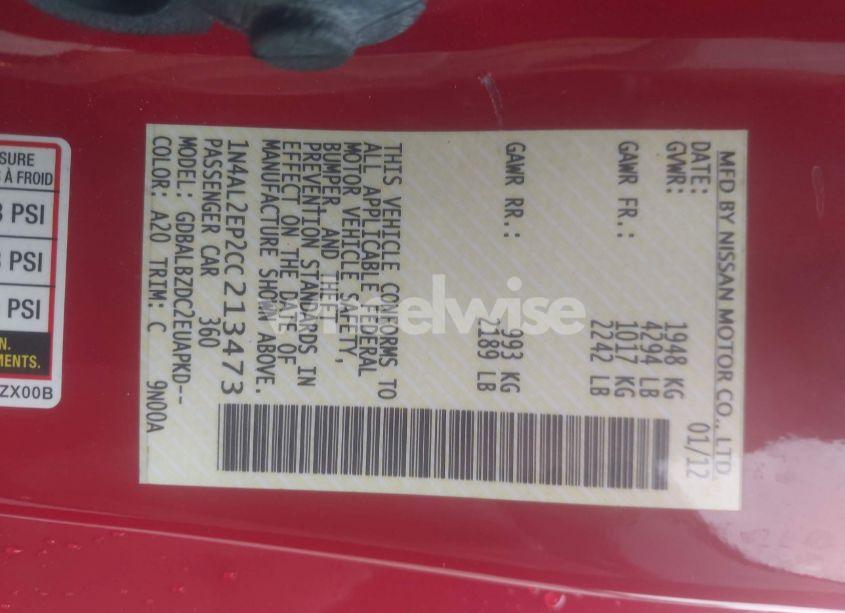 MFD BY NISSAN MOTOR CO., LTD.
DATE: 01/12
GVWR: 1948 KG
4294 LB
GAWR FR.: 1017 KG
2242 LB
GAWR RR.: 993 KG
2189 LB
THIS VEHICLE CONFORMS TO
ALL APPLICABLE FEDERAL
MOTOR VEHICLE SAFETY,
BUMPER, AND THEFT
PREVENTION STANDARDS IN
EFFECT ON THE DATE OF
MANUFACTURE SHOWN ABOVE.
1N4AL2EP2CC213473
PASSENGER CAR 360
MODEL: GDBALBZDC2EUAPKD--
COLOR: A20 TRIM: C 9N00A
SURE
À FROID
PSI
PSI
PSI
N.
MENTS.
ZX00B
wheelwise